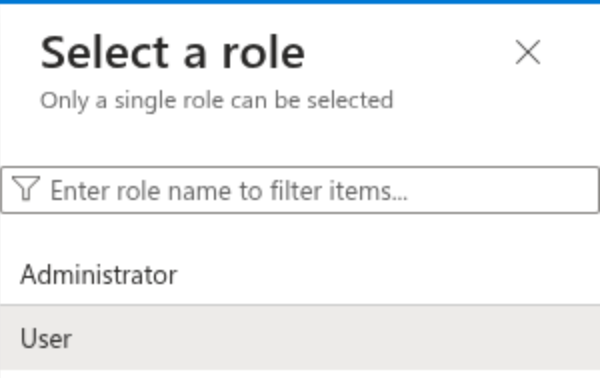 Select a role
Only a single role can be selected
Enter role name to filter items...
Administrator
User